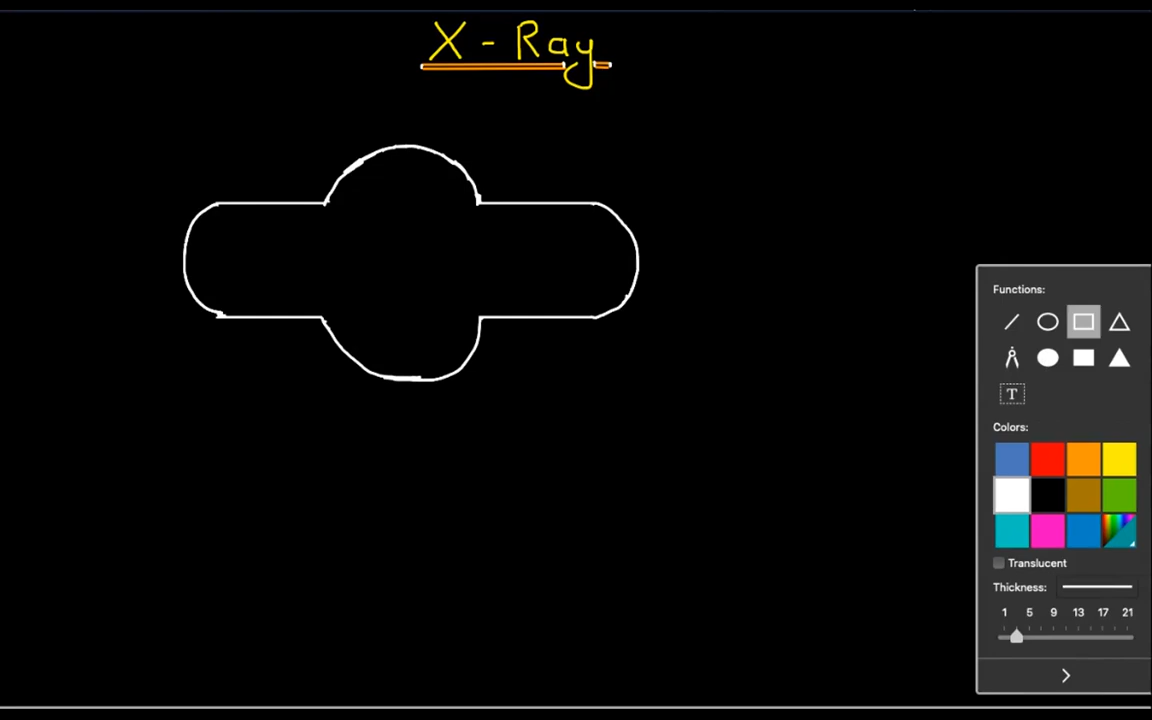 X - Ray
Functions:
T
Colors:
Translucent
Thickness:
1 5 9 13 17 21